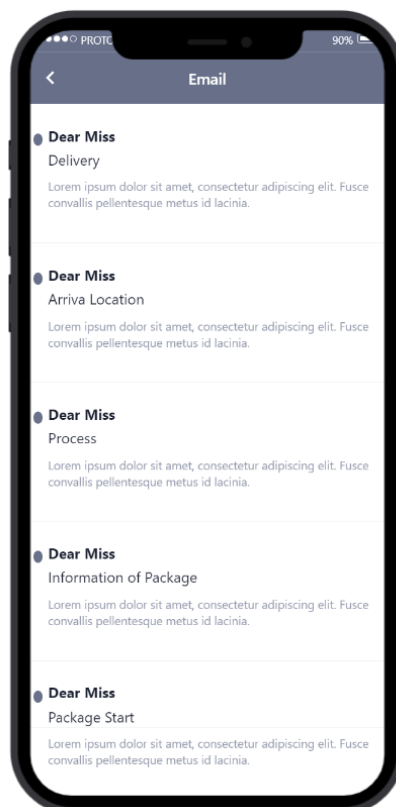 PROTO
90%
Email
Dear Miss
Delivery
Lorem ipsum dolor sit amet, consectetur adipiscing elit. Fusce
convallis pellentesque metus id lacinia.
Dear Miss
Arriva Location
Lorem ipsum dolor sit amet, consectetur adipiscing elit. Fusce
convallis pellentesque metus id lacinia.
Dear Miss
Process
Lorem ipsum dolor sit amet, consectetur adipiscing elit. Fusce
convallis pellentesque metus id lacinia.
Dear Miss
Information of Package
Lorem ipsum dolor sit amet, consectetur adipiscing elit. Fusce
convallis pellentesque metus id lacinia.
Dear Miss
Package Start
Lorem ipsum dolor sit amet, consectetur adipiscing elit. Fusce
convallis pellentesque metus id lacinia.